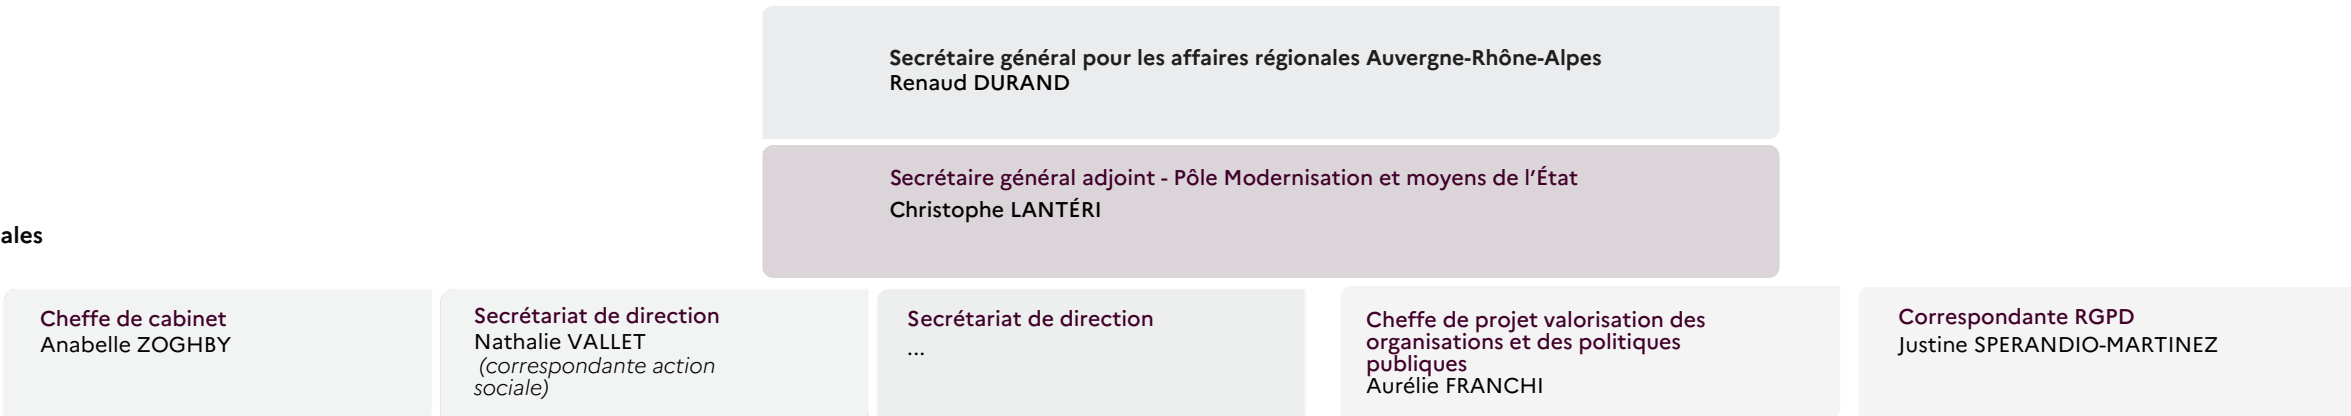 Secrétaire général pour les affaires régionales Auvergne-Rhône-Alpes
Renaud DURAND
Secrétaire général adjoint - Pôle Modernisation et moyens de l’État
Christophe LANTÉRI
ales
Cheffe de cabinet
Anabelle ZOGHBY
Secrétariat de direction
Nathalie VALLET
(correspondante action
sociale)
Secrétariat de direction
...
Cheffe de projet valorisation des
organisations et des politiques
publiques
Aurélie FRANCHI
Correspondante RGPD
Justine SPERANDIO-MARTINEZ